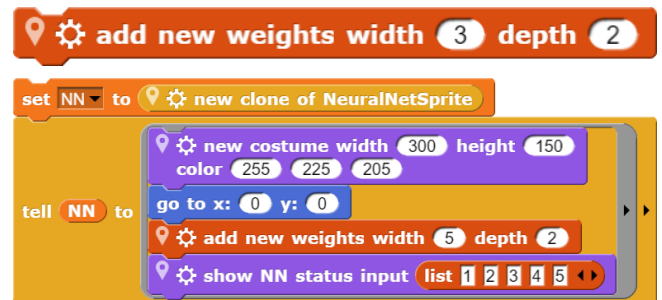 add new weights width 3 depth 2
set NN to new clone of NeuralNetSprite
new costume width 300 height 150
color 255 225 205
tell NN to
go to x: 0 y: 0
add new weights width 5 depth 2
show NN status input list 1 2 3 4 5